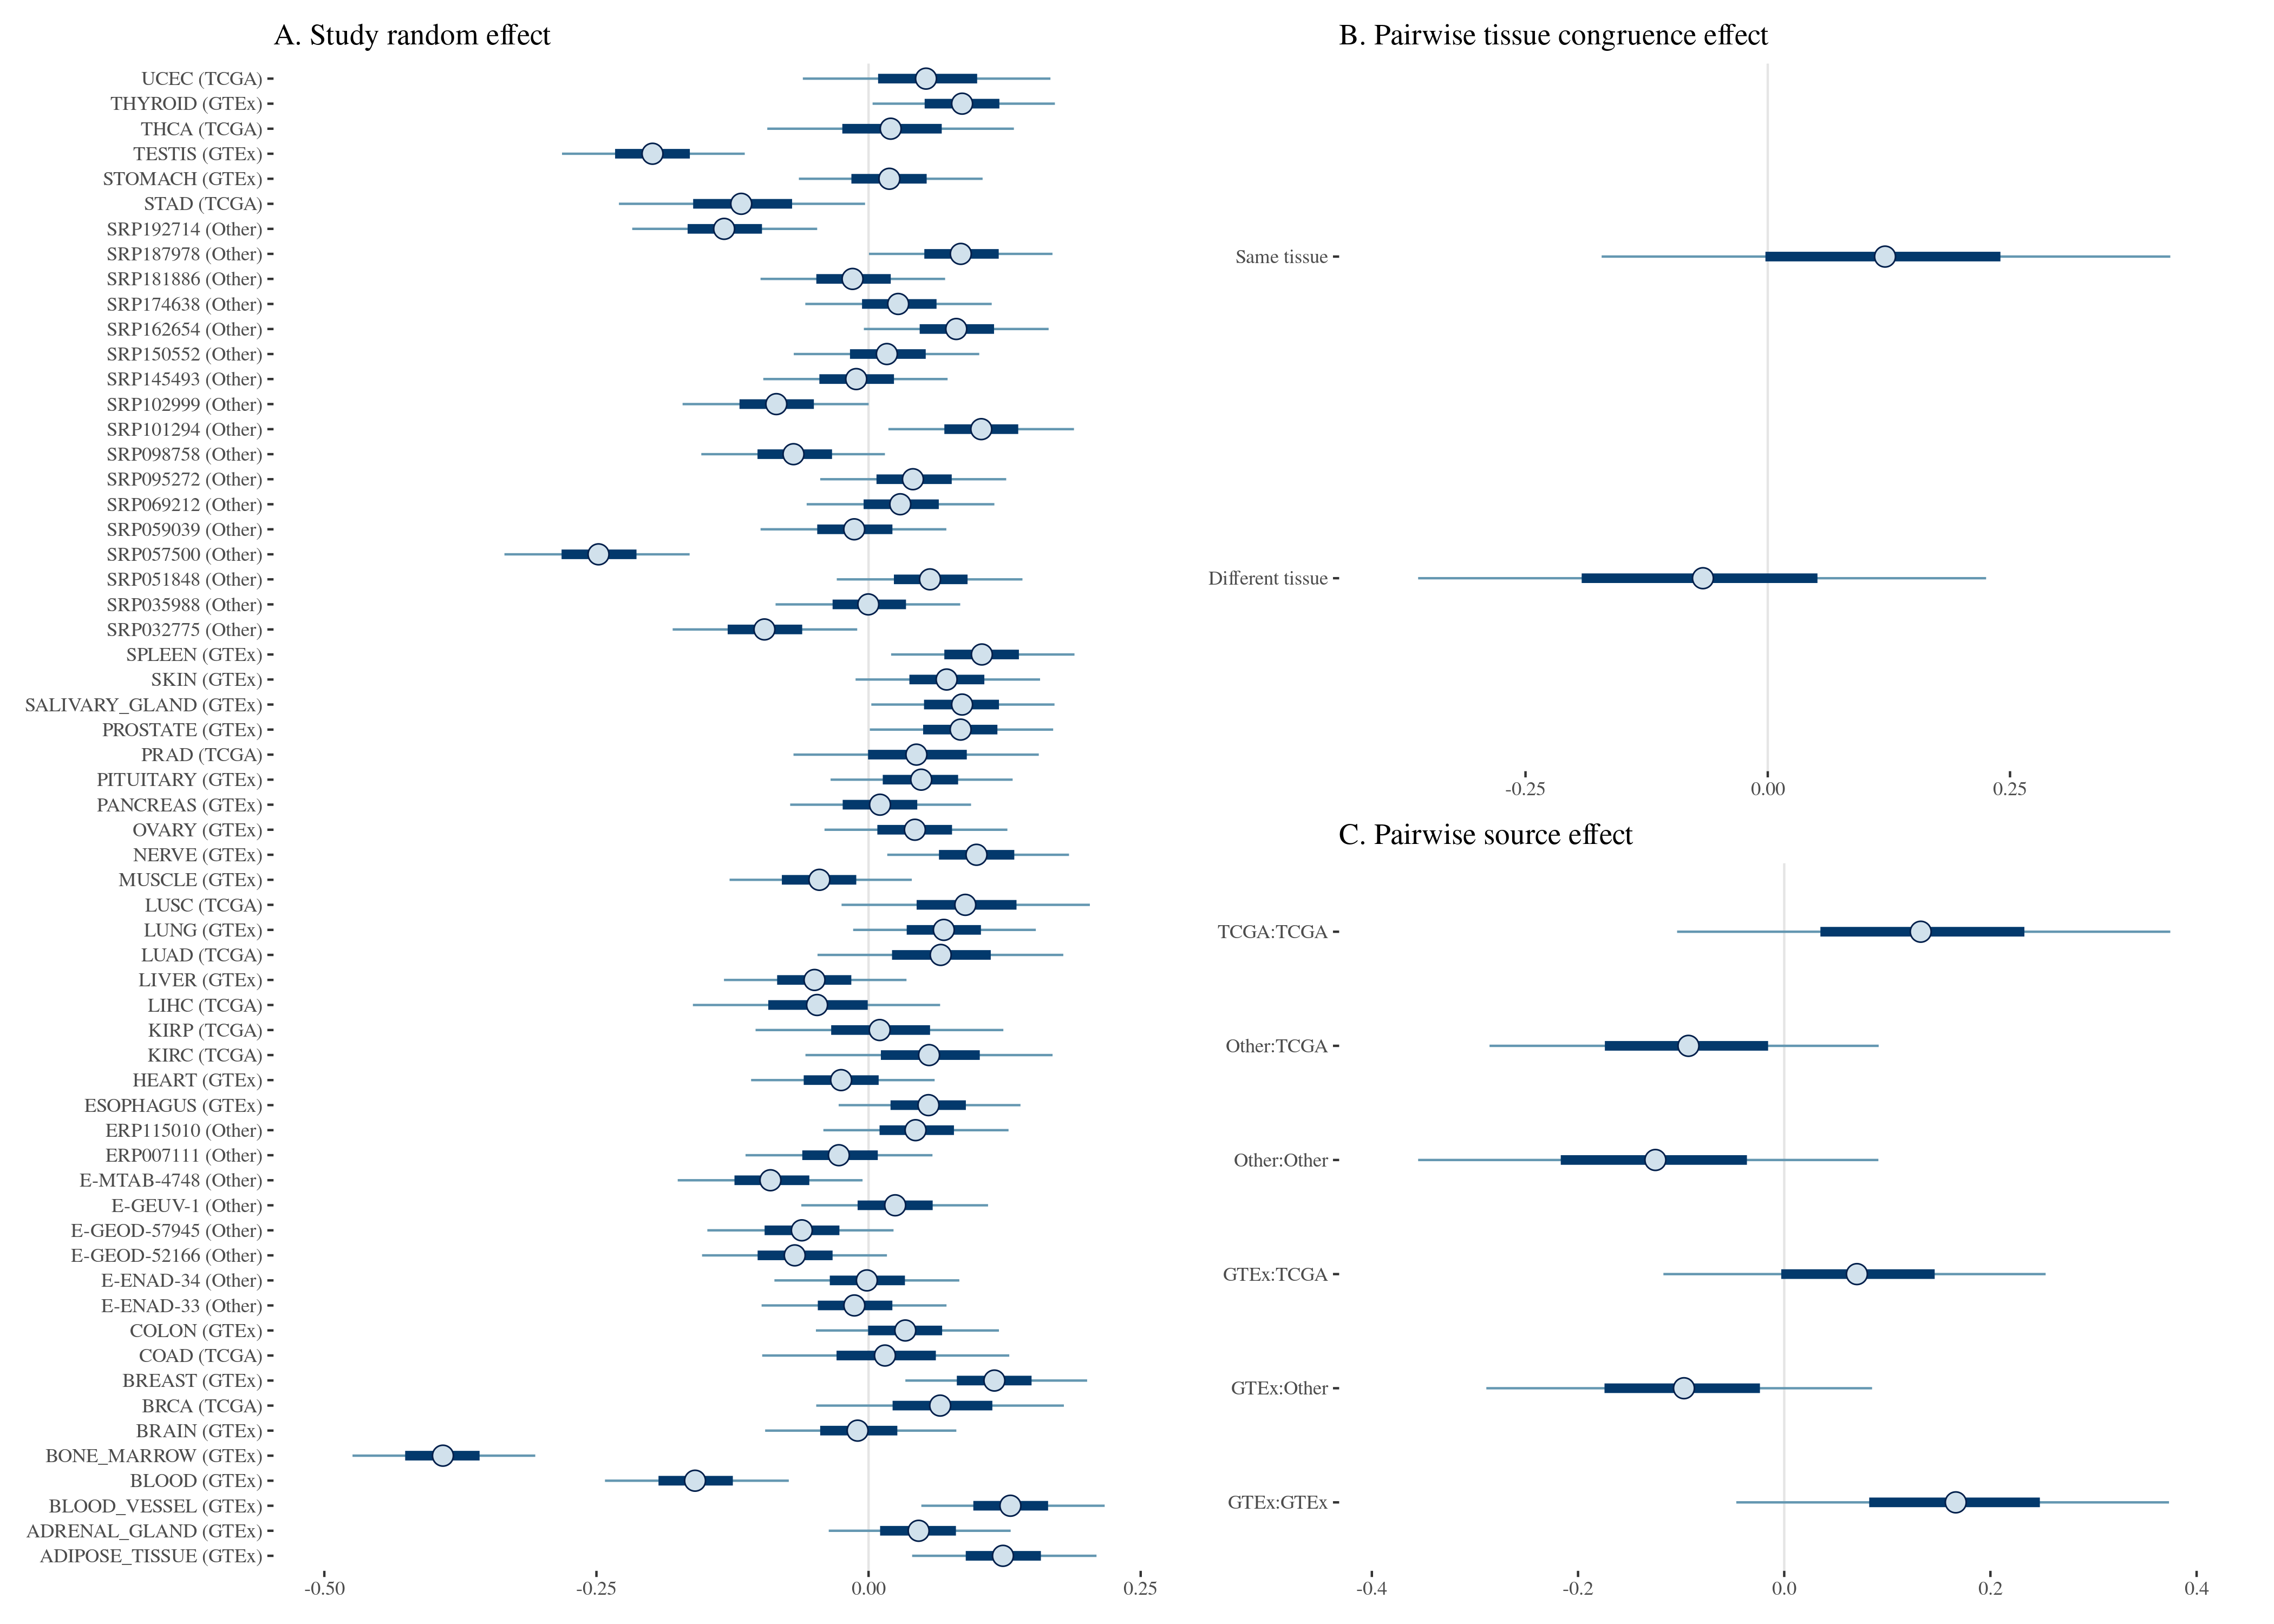 A. Study random effect
UCEC (TCGA)
THYROID (GTEx)
THCA (TCGA)
TESTIS (GTEx)
STOMACH (GTEx)
STAD (TCGA)
SRP192714 (Other)
SRP187978 (Other)
SRP181886 (Other)
SRP174638 (Other)
SRP162654 (Other)
SRP150552 (Other)
SRP145493 (Other)
SRP102999 (Other)
SRP101294 (Other)
SRP098758 (Other)
SRP095272 (Other)
SRP069212 (Other)
SRP059039 (Other)
SRP057500 (Other)
SRP051848 (Other)
SRP035988 (Other)
SRP032775 (Other)
SPLEEN (GTEx)
SKIN (GTEx)
SALIVARY_GLAND (GTEx)
PROSTATE (GTEx)
PRAD (TCGA)
PITUITARY (GTEx)
PANCREAS (GTEx)
OVARY (GTEx)
NERVE (GTEx)
MUSCLE (GTEx)
LUSC (TCGA)
LUNG (GTEx)
LUAD (TCGA)
LIVER (GTEx)
LIHC (TCGA)
KIRP (TCGA)
KIRC (TCGA)
HEART (GTEx)
ESOPHAGUS (GTEx)
ERP115010 (Other)
ERP007111 (Other)
E-MTAB-4748 (Other)
E-GEUV-1 (Other)
E-GEOD-57945 (Other)
E-GEOD-52166 (Other)
E-ENAD-34 (Other)
E-ENAD-33 (Other)
COLON (GTEx)
COAD (TCGA)
BREAST (GTEx)
BRCA (TCGA)
BRAIN (GTEx)
BONE_MARROW (GTEx)
BLOOD (GTEx)
BLOOD_VESSEL (GTEx)
ADRENAL_GLAND (GTEx)
ADIPOSE_TISSUE (GTEx)
-0.50 -0.25 0.00 0.25
B. Pairwise tissue congruence effect
Same tissue
Different tissue
-0.25 0.00 0.25
C. Pairwise source effect
TCGA:TCGA
Other:TCGA
Other:Other
GTEx:TCGA
GTEx:Other
GTEx:GTEx
-0.4 -0.2 0.0 0.2 0.4